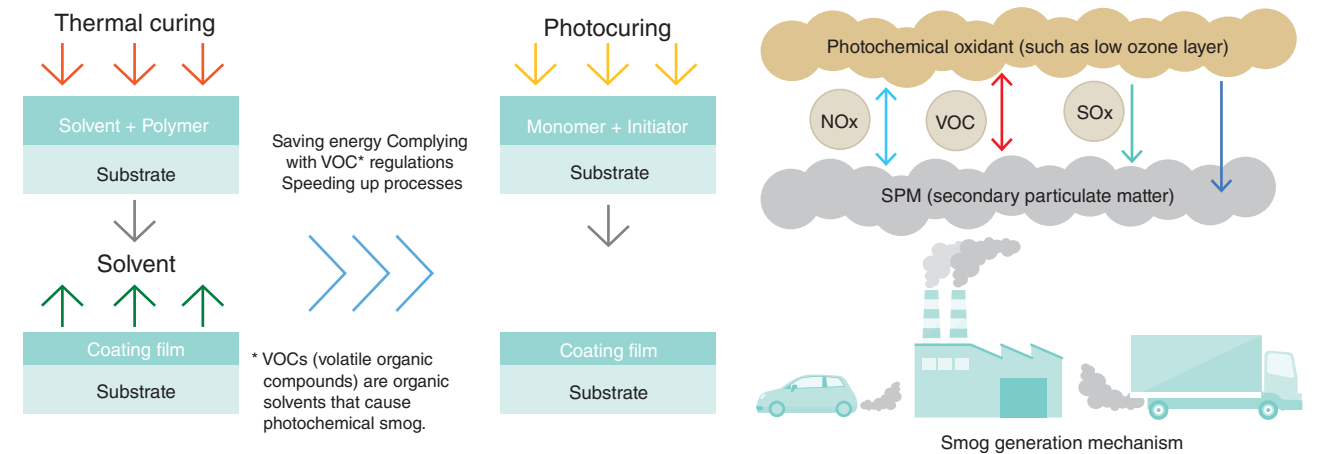 Thermal curing
Solvent + Polymer
Substrate
Solvent
Coating film
Substrate
Saving energy Complying
with VOC* regulations
Speeding up processes
* VOCs (volatile organic
compounds) are organic
solvents that cause
photochemical smog.
Photocuring
Monomer + Initiator
Substrate
Coating film
Substrate
Photochemical oxidant (such as low ozone layer)
NOx
VOC
SOx
SPM (secondary particulate matter)
Smog generation mechanism